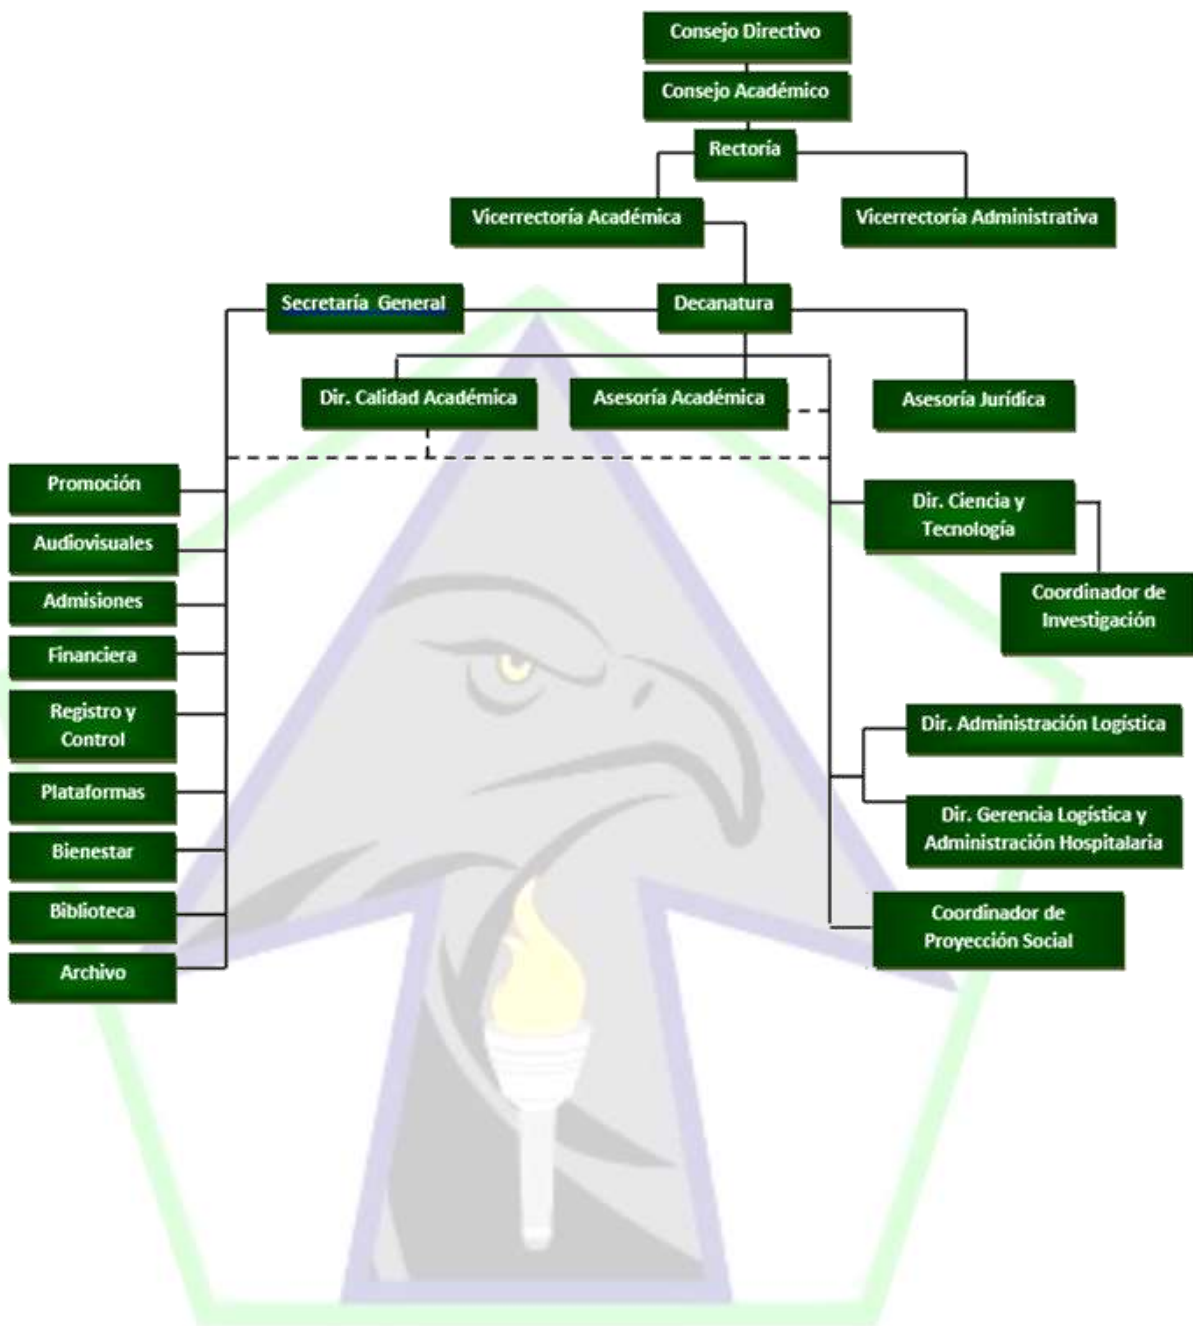 Consejo Directivo
Consejo Académico
Rectoría
Vicerrectoría Académica
Vicerrectoría Administrativa
Secretaría General
Decanatura
Dir. Calidad Académica
Asesoría Académica
Asesoría Jurídica
Promoción
Audiovisuales
Admisiones
Financiera
Registro y
Control
Plataformas
Bienestar
Biblioteca
Archivo
Dir. Ciencia y
Tecnología
Coordinador de
Investigación
Dir. Administración Logística
Dir. Gerencia Logística y
Administración Hospitalaria
Coordinador de
Proyección Social